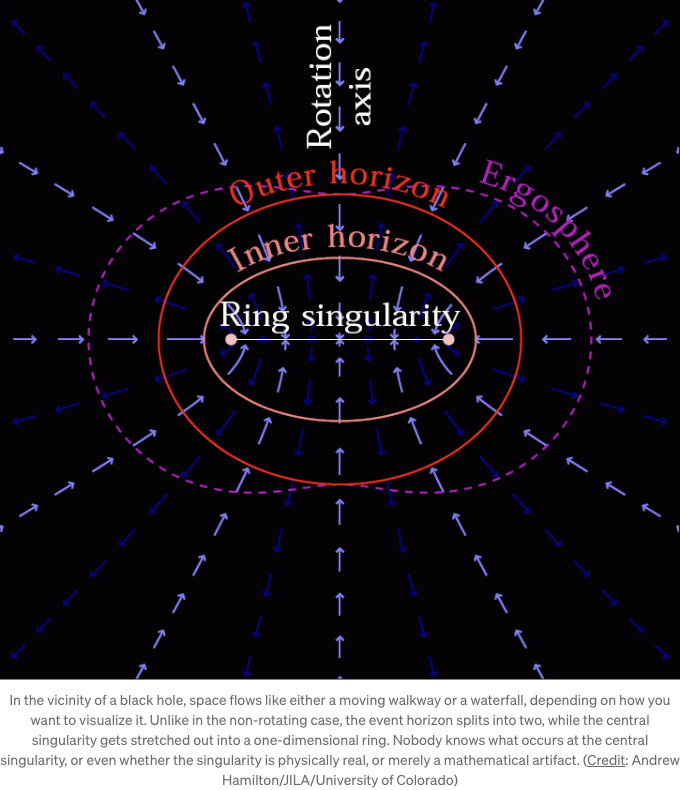 Rotation
axis
Outer horizon
Ergosphere
Inner horizon
Ring singularity
In the vicinity of a black hole, space flows like either a moving walkway or a waterfall, depending on how you
want to visualize it. Unlike in the non-rotating case, the event horizon splits into two, while the central
singularity gets stretched out into a one-dimensional ring. Nobody knows what occurs at the central
singularity, or even whether the singularity is physically real, or merely a mathematical artifact. (Credit: Andrew
Hamilton/JILA/University of Colorado)